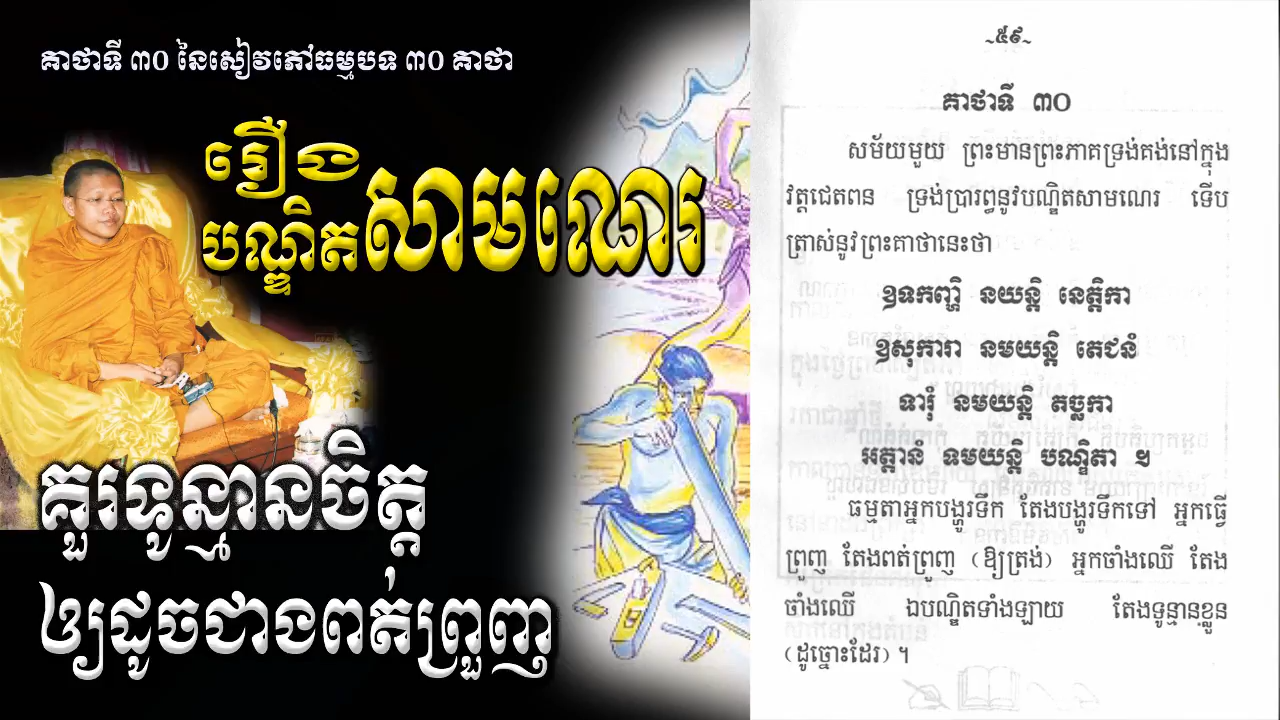 គាថាទី ៣០ នៃសៀវភៅធម្មបទ ៣០ គាថា
រឿង
បណ្ឌិតសាមណេរ
គួរទូន្មានចិត្ត
ឲ្យដូចជាងពត់ព្រួញ
~៥៩~
គាថាទី ៣០
សម័យមួយ ព្រះមានព្រះភាគទ្រង់គង់នៅក្នុង
វត្តជេតពន ទ្រង់ប្រារព្ធនូវបណ្ឌិតសាមណេរ ទើប
ត្រាស់នូវព្រះគាថានេះថា
ឧទកញ្ហិ នយន្តិ នេត្តិកា
ឧសុការា នមយន្តិ តេជនំ
ទារុំ នមយន្តិ តច្ឆកា
អត្តានំ ទមយន្តិ បណ្ឌិតា ៗ
ធម្មតាអ្នកបង្ហូរទឹក តែងបង្ហូរទឹកទៅ អ្នកធ្វើ
ព្រួញ តែងពត់ព្រួញ (ឱ្យត្រង់) អ្នកចាំងឈើ តែង
ចាំងឈើ ឯបណ្ឌិតទាំងឡាយ តែងទូន្មានខ្លួន
(ដូច្នោះដែរ) ។